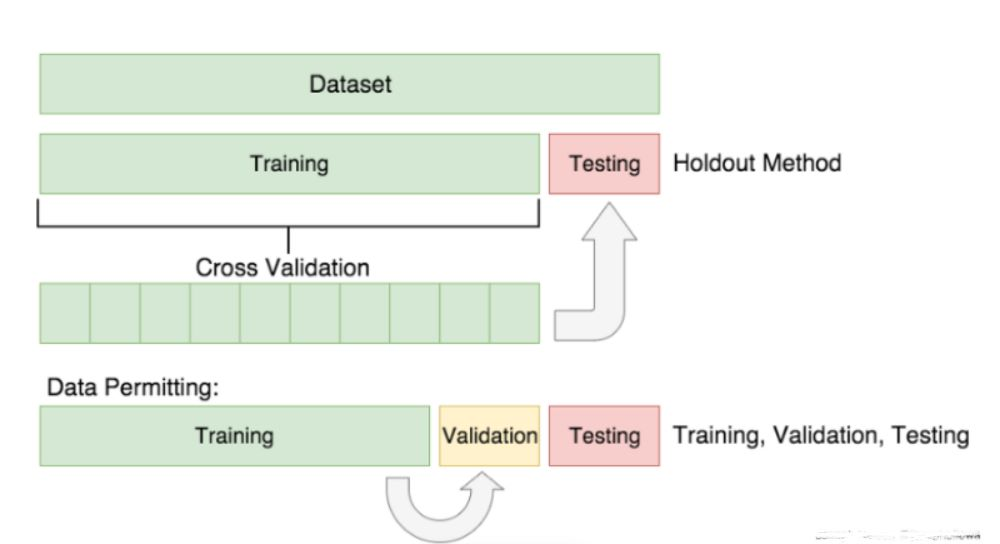 Dataset
Training
Testing
Holdout Method
Cross Validation
Data Permitting:
Training
Validation
Testing
Training, Validation, Testing